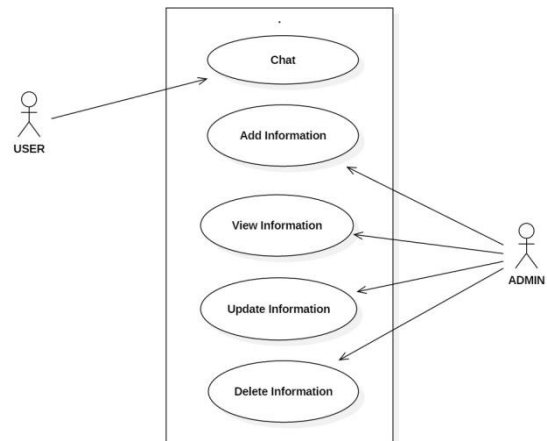 .
Chat
USER
Add Information
View Information
ADMIN
Update Information
Delete Information